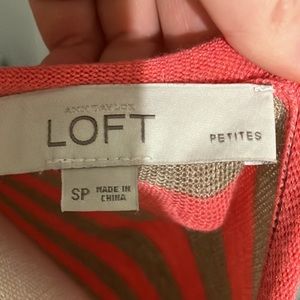 ANN TAYLOR
LOFT
PETITES
SP
MADE IN
CHINA